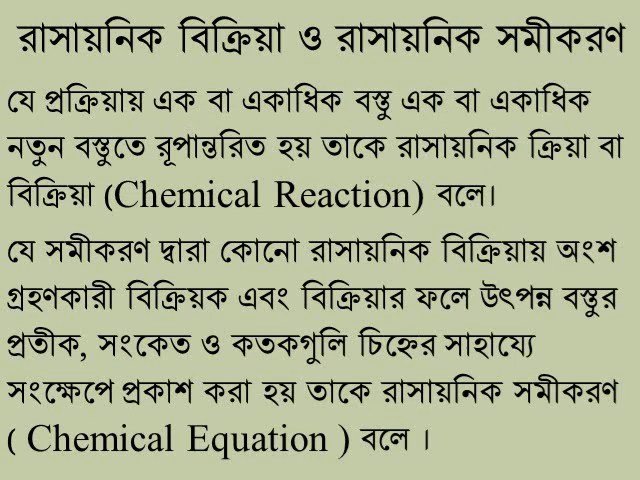 রাসায়নিক বিক্রিয়া ও রাসায়নিক সমীকরণ
যে প্রক্রিয়ায় এক বা একাধিক বস্তু এক বা একাধিক
নতুন বস্তুতে রূপান্তরিত হয় তাকে রাসায়নিক ক্রিয়া বা
বিক্রিয়া (Chemical Reaction) বলে।
যে সমীকরণ দ্বারা কোনো রাসায়নিক বিক্রিয়ায় অংশ
গ্রহণকারী বিক্রিয়ক এবং বিক্রিয়ার ফলে উৎপন্ন বস্তুর
প্রতীক, সংকেত ও কতকগুলি চিহ্নের সাহায্যে
সংক্ষেপে প্রকাশ করা হয় তাকে রাসায়নিক সমীকরণ
( Chemical Equation ) বলে ।